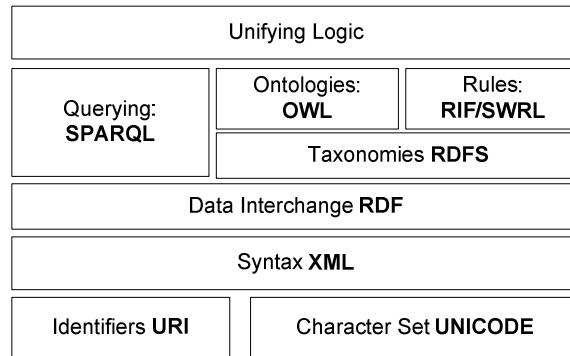 Unifying Logic
Querying:
SPARQL
Ontologies:
OWL
Rules:
RIF/SWRL
Taxonomies RDFS
Data Interchange RDF
Syntax XML
Identifiers URI
Character Set UNICODE